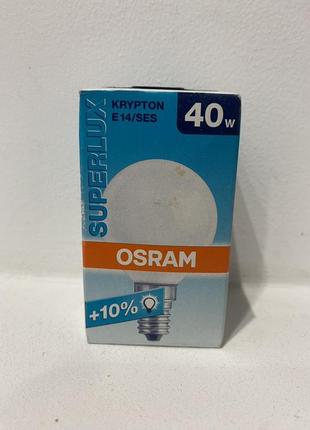 SUPERLUX
KRYPTON
E14/SES
40W
OSRAM
+10%